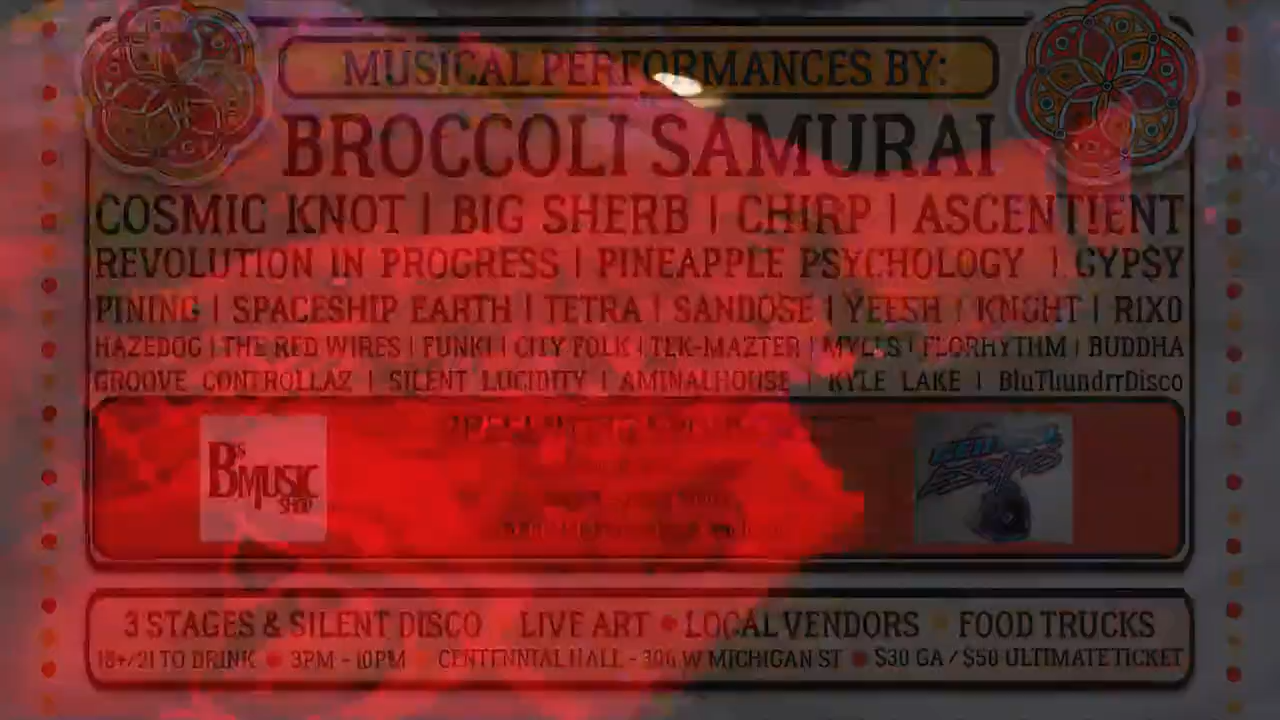 MUSICAL PERFORMANCES BY:
BROCCOLI SAMURAI
COSMIC KNOT | BIG SHERB | CHIRP | ASCENTIENT
REVOLUTION IN PROGRESS | PINEAPPLE PSYCHOLOGY | GYPSY
PINING | SPACESHIP EARTH | TETRA | SANDOSE | YEESH | KNGHT | RIXO
HAZEDOG | THE RED WIRES | FUNKI | CITY FOLK | TEK-MAZTER | MYLLS | FLORHYTHM | BUDDHA
GROOVE CONTROLLAZ | SILENT LUCIDITY | AMINALHOUSE | KYLE LAKE | BluThundrrDisco
B's MUSIC SHOP
3 STAGES & SILENT DISCO LIVE ART • LOCAL VENDORS FOOD TRUCKS
18+/21 TO DRINK • 3PM - 10PM CENTENNIAL HALL - 306 W MICHIGAN ST • $30 GA / $50 ULTIMATE TICKET